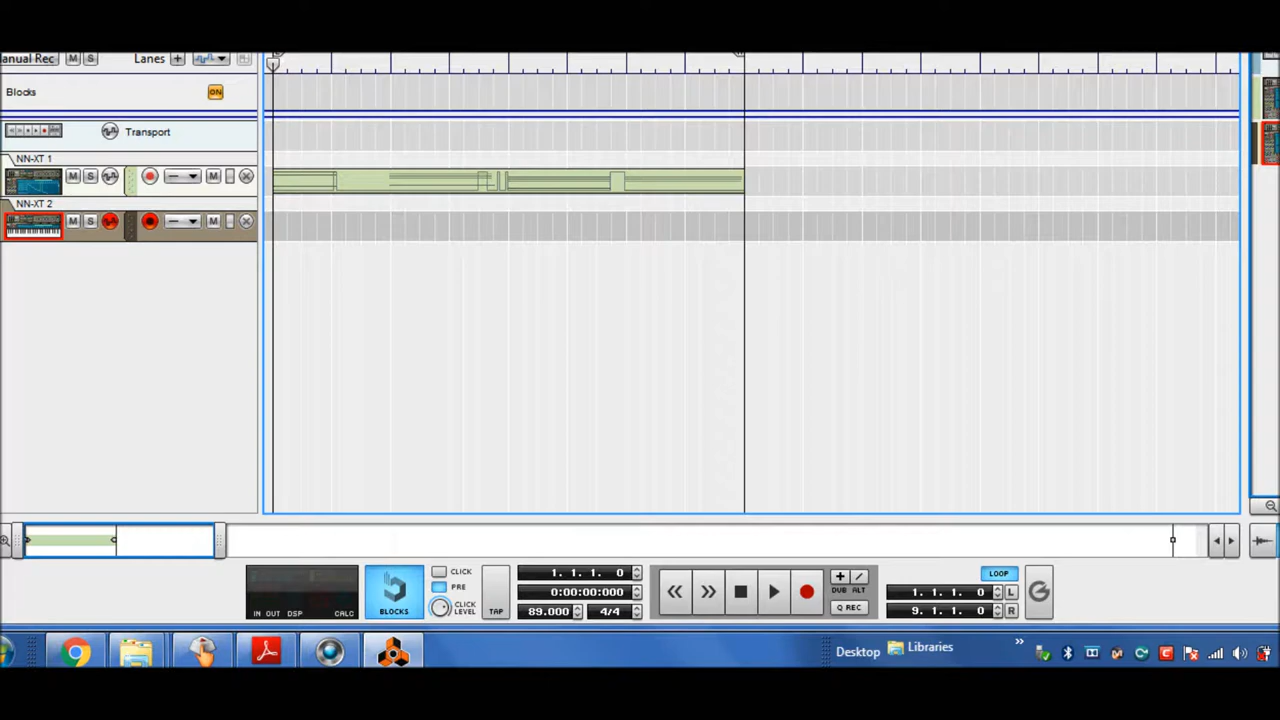 anual Rec M S Lanes +
Blocks ON
Transport
NN-XT 1
M S M
NN-XT 2
M S M
IN OUT DSP CALC
BLOCKS
CLICK
PRE
CLICK
LEVEL
TAP
1. 1. 1. 0
0:00:00:000
89.000 4/4
DUB ALT
Q REC
LOOP
1. 1. 1. 0 L
9. 1. 1. 0 R
Desktop Libraries